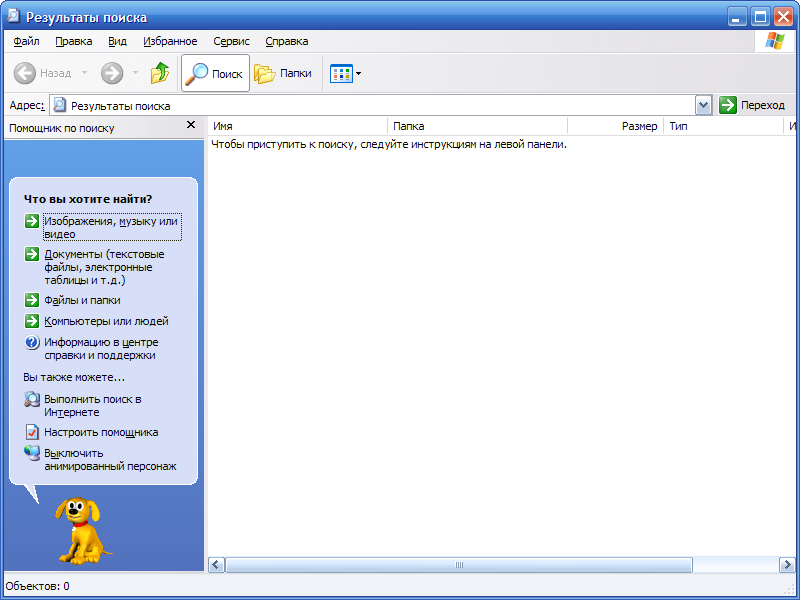 Результаты поиска
Файл Правка Вид Избранное Сервис Справка
Назад Поиск Папки
Адрес: Результаты поиска Переход
Помощник по поиску
Имя Папка Размер Тип И
Чтобы приступить к поиску, следуйте инструкциям на левой панели.
Что вы хотите найти?
Изображения, музыку или
видео
Документы (текстовые
файлы, электронные
таблицы и т.д.)
Файлы и папки
Компьютеры или людей
Информацию в центре
справки и поддержки
Вы также можете...
Выполнить поиск в
Интернете
Настроить помощника
Выключить
анимированный персонаж
Объектов: 0